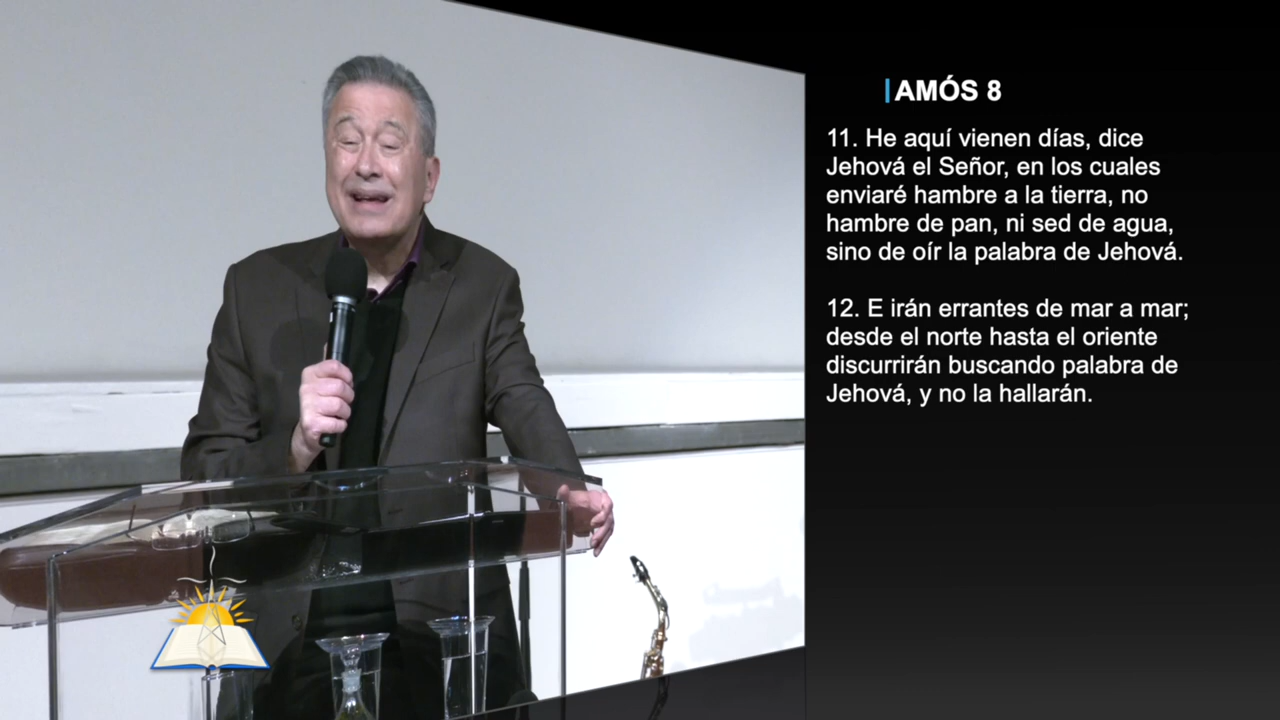 AMÓS 8
11. He aquí vienen días, dice
Jehová el Señor, en los cuales
enviaré hambre a la tierra, no
hambre de pan, ni sed de agua,
sino de oír la palabra de Jehová.
12. E irán errantes de mar a mar;
desde el norte hasta el oriente
discurrirán buscando palabra de
Jehová, y no la hallarán.